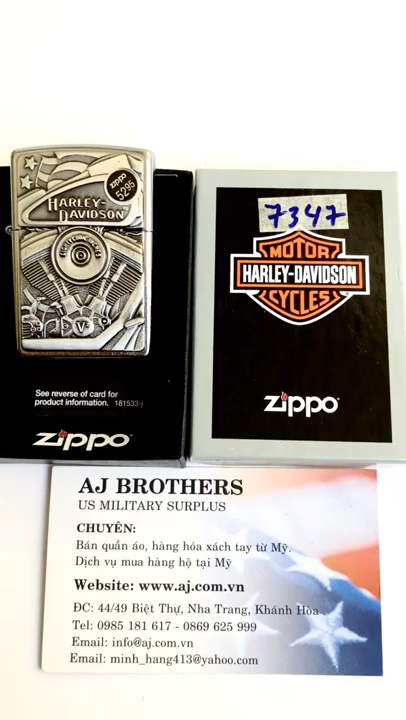 zippo
5295
HARLEY-
DAVIDSON
V
See reverse of card for
product information. 181533-j
zippo
7347
MOTOR
HARLEY-DAVIDSON
CYCLES
zippo
AJ BROTHERS
US MILITARY SURPLUS
CHUYÊN:
Bán quần áo, hàng hóa xách tay từ Mỹ.
Dịch vụ mua hàng hộ tại Mỹ
Website: www.aj.com.vn
ĐC: 44/49 Biệt Thự, Nha Trang, Khánh Hòa
Tel: 0985 181 617 - 0869 625 999
Email: info@aj.com.vn
Email: minh_hang413@yahoo.com